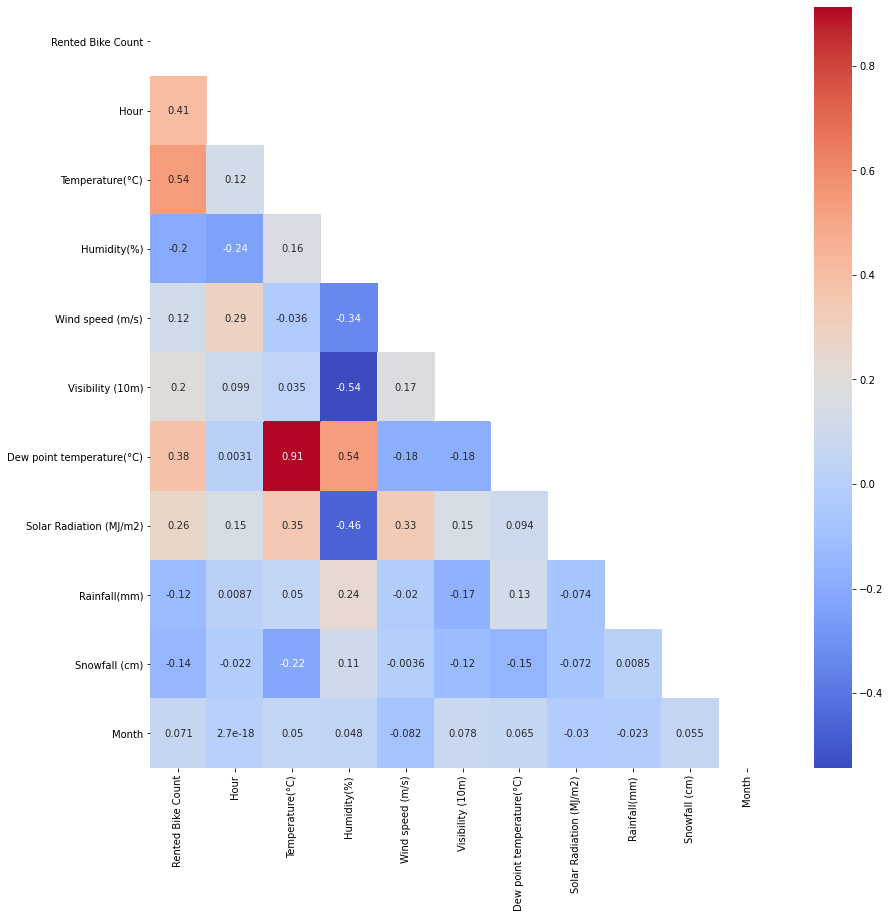 Rented Bike Count
Hour 0.41
Temperature(°C) 0.54 0.12
Humidity(%) -0.2 -0.24 0.16
Wind speed (m/s) 0.12 0.29 -0.036 -0.34
Visibility (10m) 0.2 0.099 0.035 -0.54 0.17
Dew point temperature(°C) 0.38 0.0031 0.91 0.54 -0.18 -0.18
Solar Radiation (MJ/m2) 0.26 0.15 0.35 -0.46 0.33 0.15 0.094
Rainfall(mm) -0.12 0.0087 0.05 0.24 -0.02 -0.17 0.13 -0.074
Snowfall (cm) -0.14 -0.022 -0.22 0.11 -0.0036 -0.12 -0.15 -0.072 0.0085
Month 0.071 2.7e-18 0.05 0.048 -0.082 0.078 0.065 -0.03 -0.023 0.055
Rented Bike Count
Hour
Temperature(°C)
Humidity(%)
Wind speed (m/s)
Visibility (10m)
Dew point temperature(°C)
Solar Radiation (MJ/m2)
Rainfall(mm)
Snowfall (cm)
Month
0.8
0.6
0.4
0.2
0.0
−0.2
−0.4